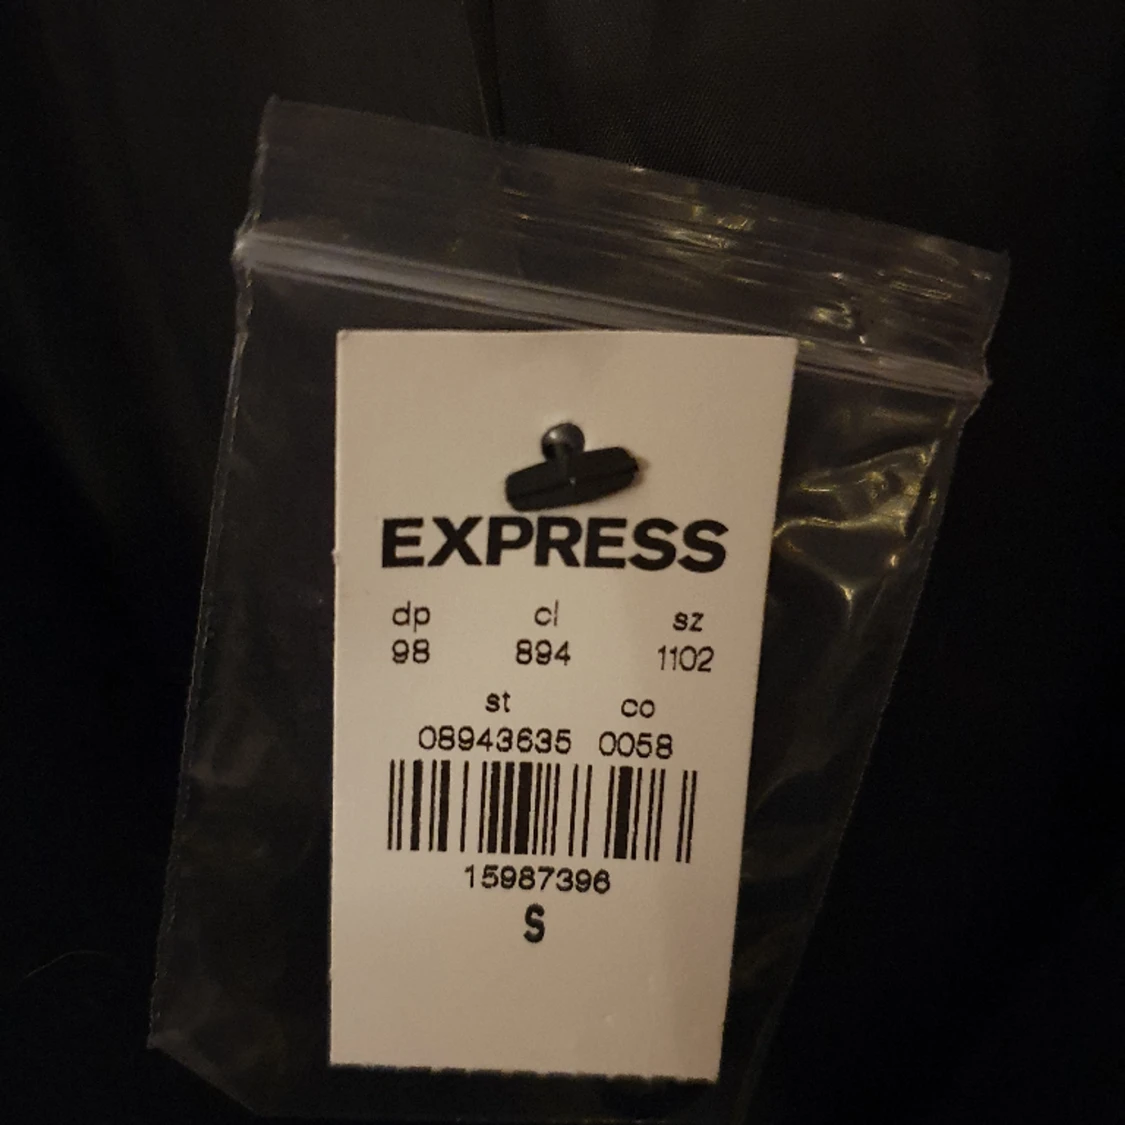 EXPRESS
dp cl sz
98 894 1102
st co
08943635 0058
15987396
S